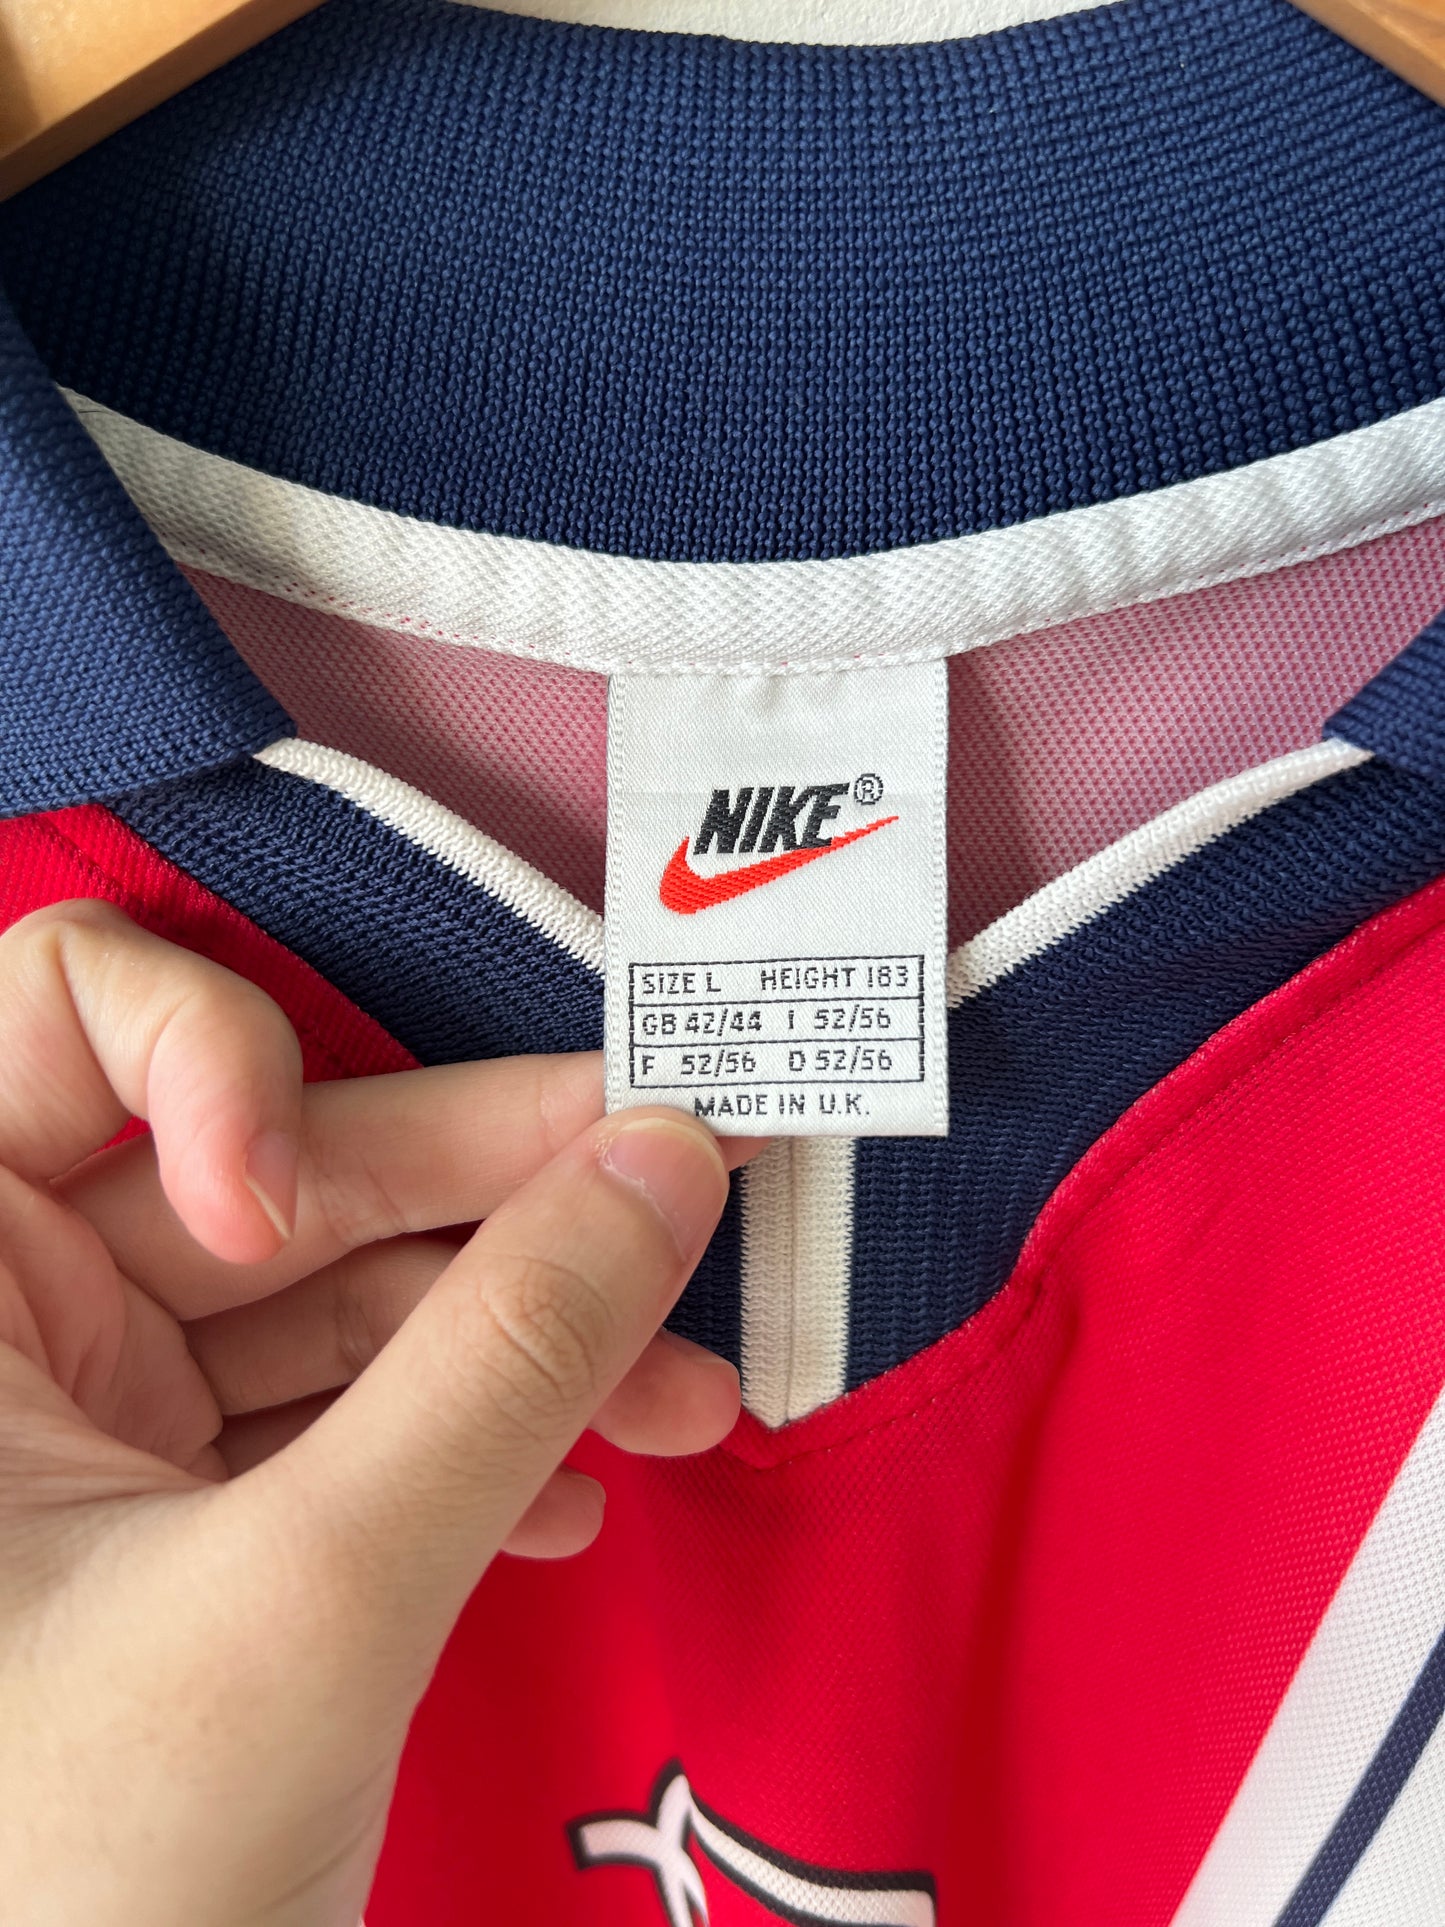 NIKE®
SIZE L HEIGHT 183
GB 42/44 I 52/56
F 52/56 D 52/56
MADE IN U.K.